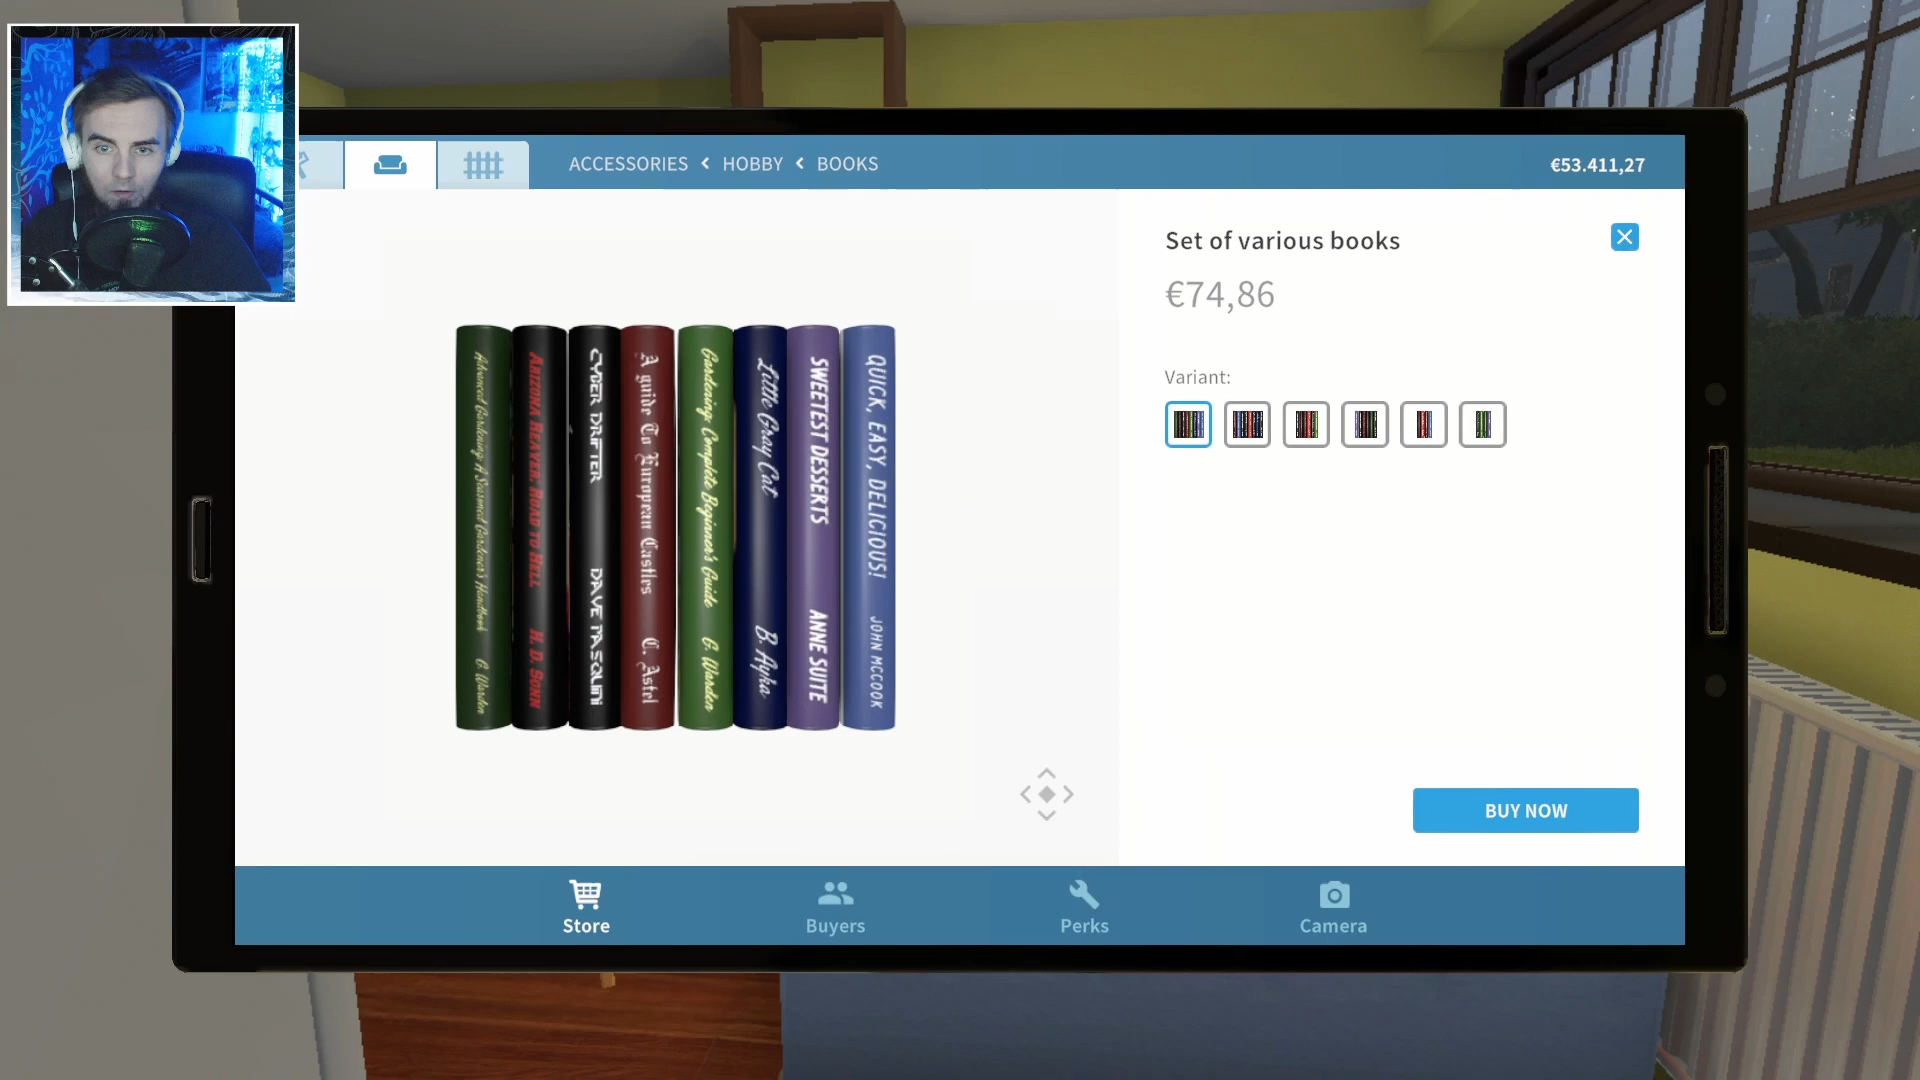 ACCESSORIES < HOBBY < BOOKS
€53.411,27
Set of various books
€74,86
Variant:
Advanced Gardening: A Seasoned Gardener's Handbook G. Warden
ARIZONA REAVER: ROAD TO HELL H. D. SONN
CYBER DRIFTER DAVE PASQUINI
A guide To European Castles C. Astel
Gardening: Complete Beginner's Guide G. Warden
Little Gray Cat B. Ayka
SWEETEST DESSERTS ANNE SUITE
QUICK, EASY, DELICIOUS! JOHN MCCOOK
BUY NOW
Store
Buyers
Perks
Camera